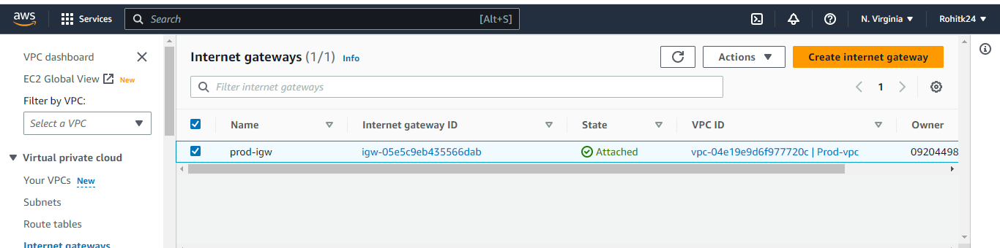 aws Services Search [Alt+S] N. Virginia Rohitk24
VPC dashboard
EC2 Global View New
Filter by VPC:
Select a VPC
Virtual private cloud
Your VPCs New
Subnets
Route tables
Internet gateways
Internet gateways (1/1) Info Actions Create internet gateway
Filter internet gateways 1
Name Internet gateway ID State VPC ID Owner
prod-igw igw-05e5c9eb435566dab Attached vpc-04e19e9d6f977720c | Prod-vpc 09204498